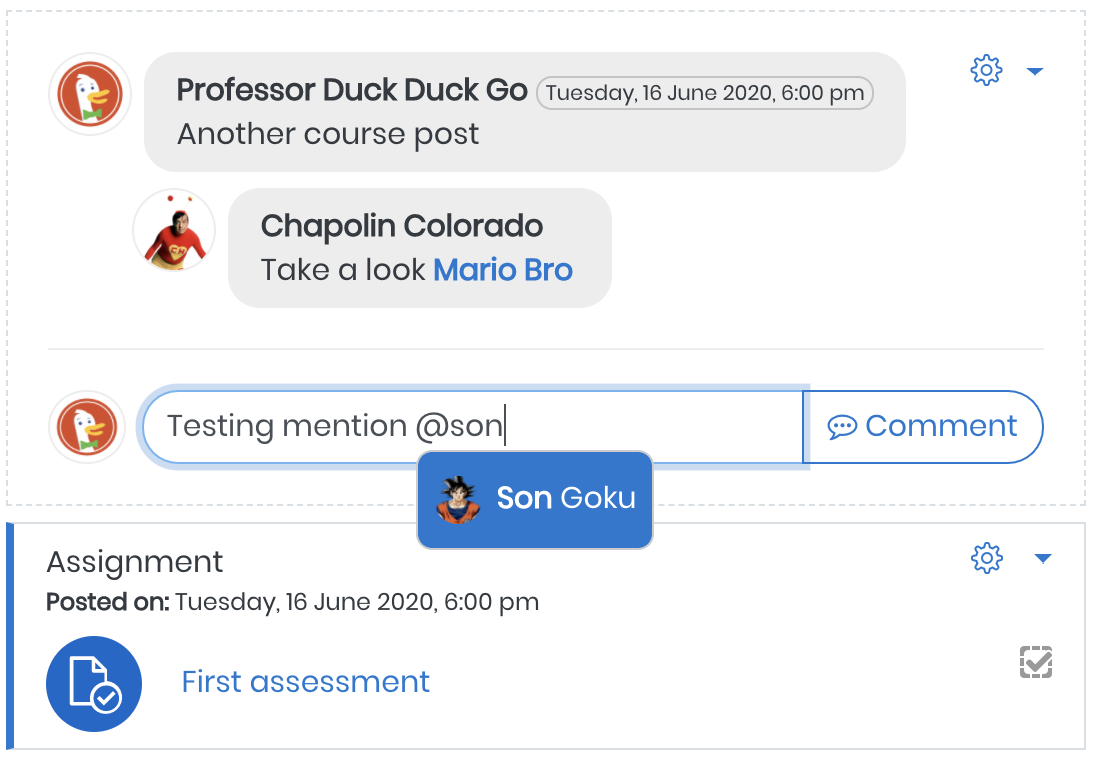 Professor Duck Duck Go Tuesday, 16 June 2020, 6:00 pm
Another course post
Chapolin Colorado
Take a look Mario Bro
Testing mention @son
Comment
Son Goku
Assignment
Posted on: Tuesday, 16 June 2020, 6:00 pm
First assessment